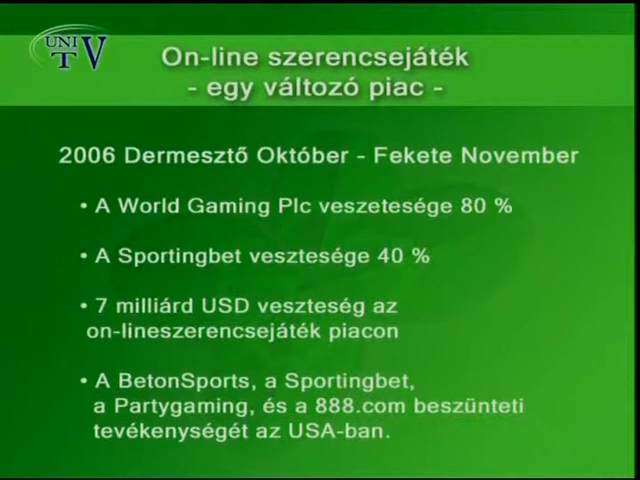 UNI
TV
On-line szerencsejáték
- egy változó piac -
2006 Dermesztő Október - Fekete November
• A World Gaming Plc veszetesége 80 %
• A Sportingbet vesztesége 40 %
• 7 milliárd USD veszteség az
on-lineszerencsejáték piacon
• A BetonSports, a Sportingbet,
a Partygaming, és a 888.com beszünteti
tevékenységét az USA-ban.